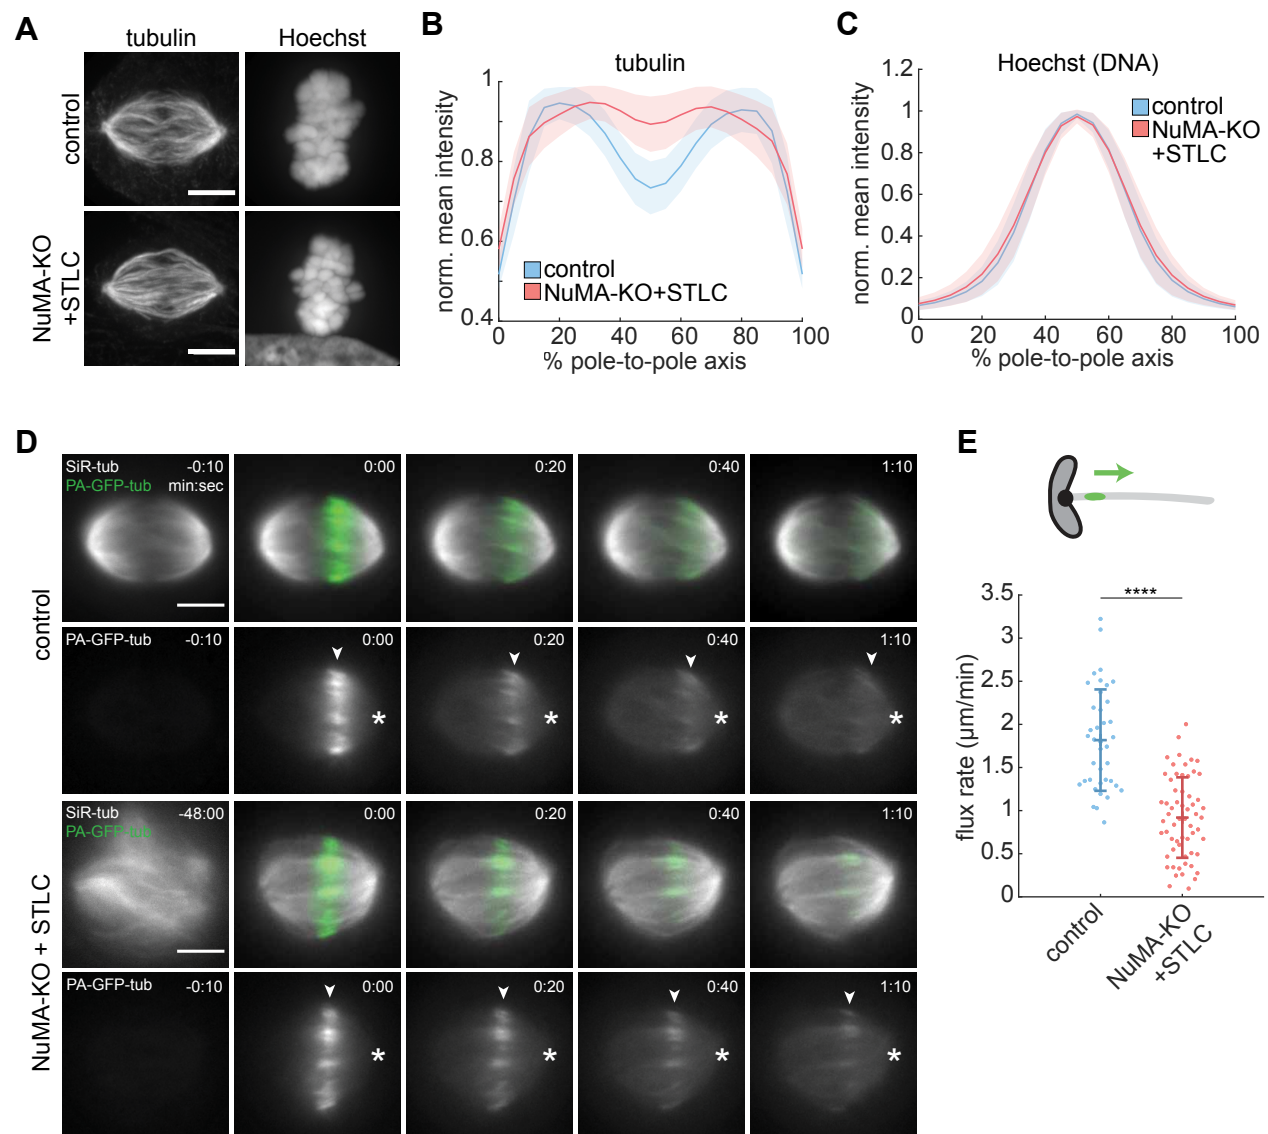 A
tubulin
Hoechst
control
NuMA-KO
+STLC
B
tubulin
norm. mean intensity
1
0.8
0.6
0.4
control
NuMA-KO+STLC
0
20
40
60
80
100
% pole-to-pole axis
C
Hoechst (DNA)
norm. mean intensity
1.2
1
0.8
0.6
0.4
0.2
0
control
NuMA-KO
+STLC
0
20
40
60
80
100
% pole-to-pole axis
D
control
SiR-tub -0:10
PA-GFP-tub min:sec
0:00
0:20
0:40
1:10
PA-GFP-tub -0:10
0:00
*
0:20
*
0:40
*
1:10
*
NuMA-KO + STLC
SiR-tub -48:00
PA-GFP-tub
0:00
0:20
0:40
1:10
PA-GFP-tub -0:10
0:00
*
0:20
*
0:40
*
1:10
*
E
flux rate (µm/min)
3.5
3
2.5
2
1.5
1
0.5
0
****
control
NuMA-KO
+STLC